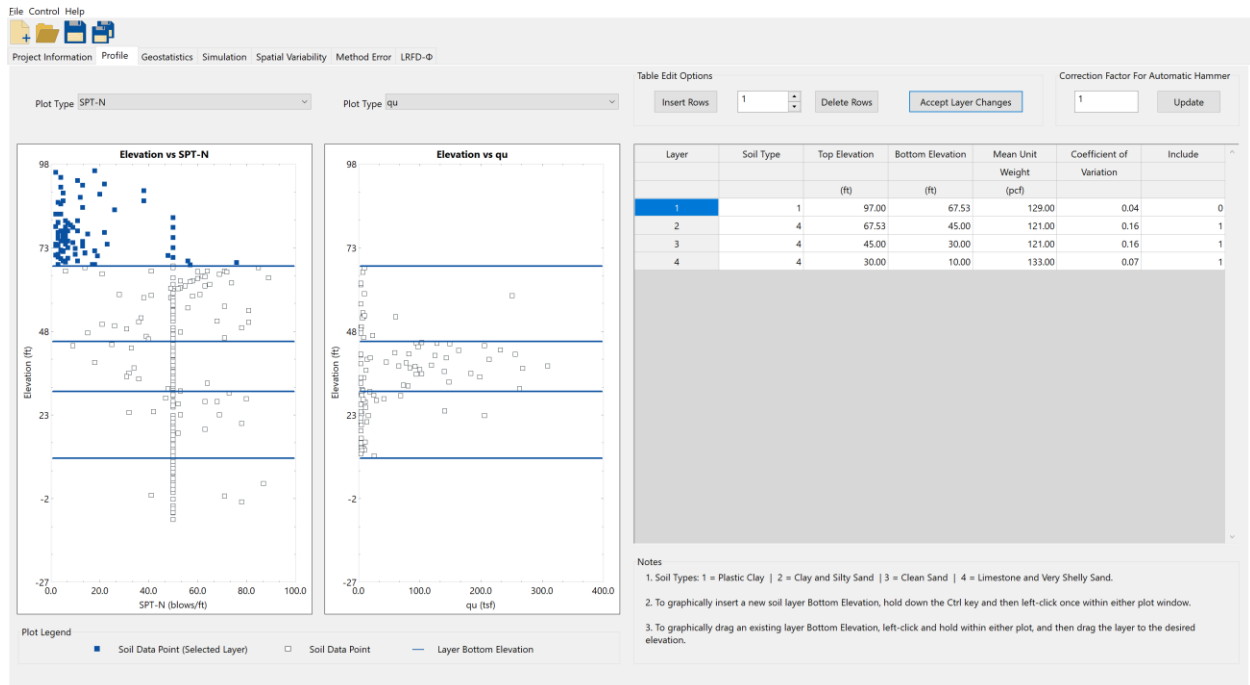 File Control Help
Project Information Profile Geostatistics Simulation Spatial Variability Method Error LRFD-Φ
Plot Type SPT-N
Plot Type qu
Elevation vs SPT-N
98
73
48
23
-2
-27
Elevation (ft)
0.0 20.0 40.0 60.0 80.0 100.0
SPT-N (blows/ft)
Elevation vs qu
98
73
48
23
-2
-27
Elevation (ft)
0.0 100.0 200.0 300.0 400.0
qu (tsf)
Plot Legend
Soil Data Point (Selected Layer) Soil Data Point Layer Bottom Elevation
Table Edit Options
Insert Rows 1 Delete Rows Accept Layer Changes
Correction Factor For Automatic Hammer
1 Update
Layer Soil Type Top Elevation Bottom Elevation Mean Unit Coefficient of Include
Weight Variation
(ft) (ft) (pcf)
1 1 97.00 67.53 129.00 0.04 0
2 4 67.53 45.00 121.00 0.16 1
3 4 45.00 30.00 121.00 0.16 1
4 4 30.00 10.00 133.00 0.07 1
Notes
1. Soil Types: 1 = Plastic Clay | 2 = Clay and Silty Sand | 3 = Clean Sand | 4 = Limestone and Very Shelly Sand.
2. To graphically insert a new soil layer Bottom Elevation, hold down the Ctrl key and then left-click once within either plot window.
3. To graphically drag an existing layer Bottom Elevation, left-click and hold within either plot, and then drag the layer to the desired
elevation.